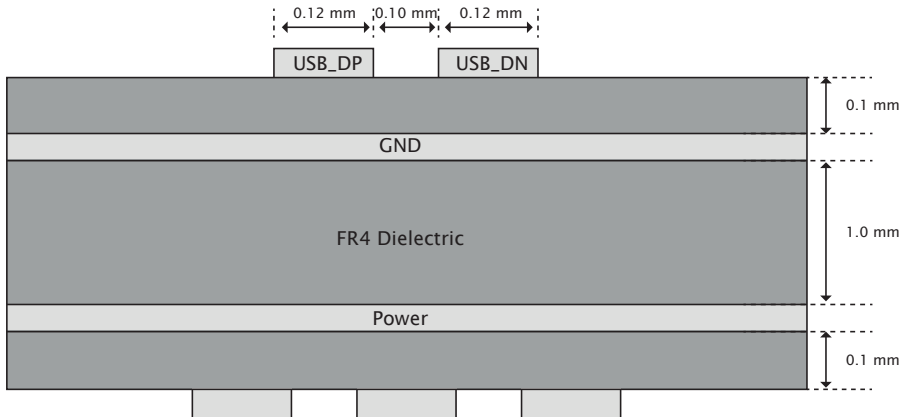 0.12 mm 0.10 mm 0.12 mm
USB_DP USB_DN
0.1 mm
GND
1.0 mm
FR4 Dielectric
Power
0.1 mm